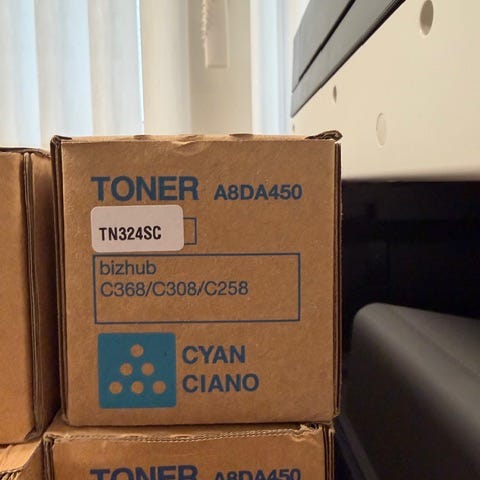 TONER A8DA450
TN324SC
bizhub
C368/C308/C258
CYAN
CIANO
TONER A8DA450